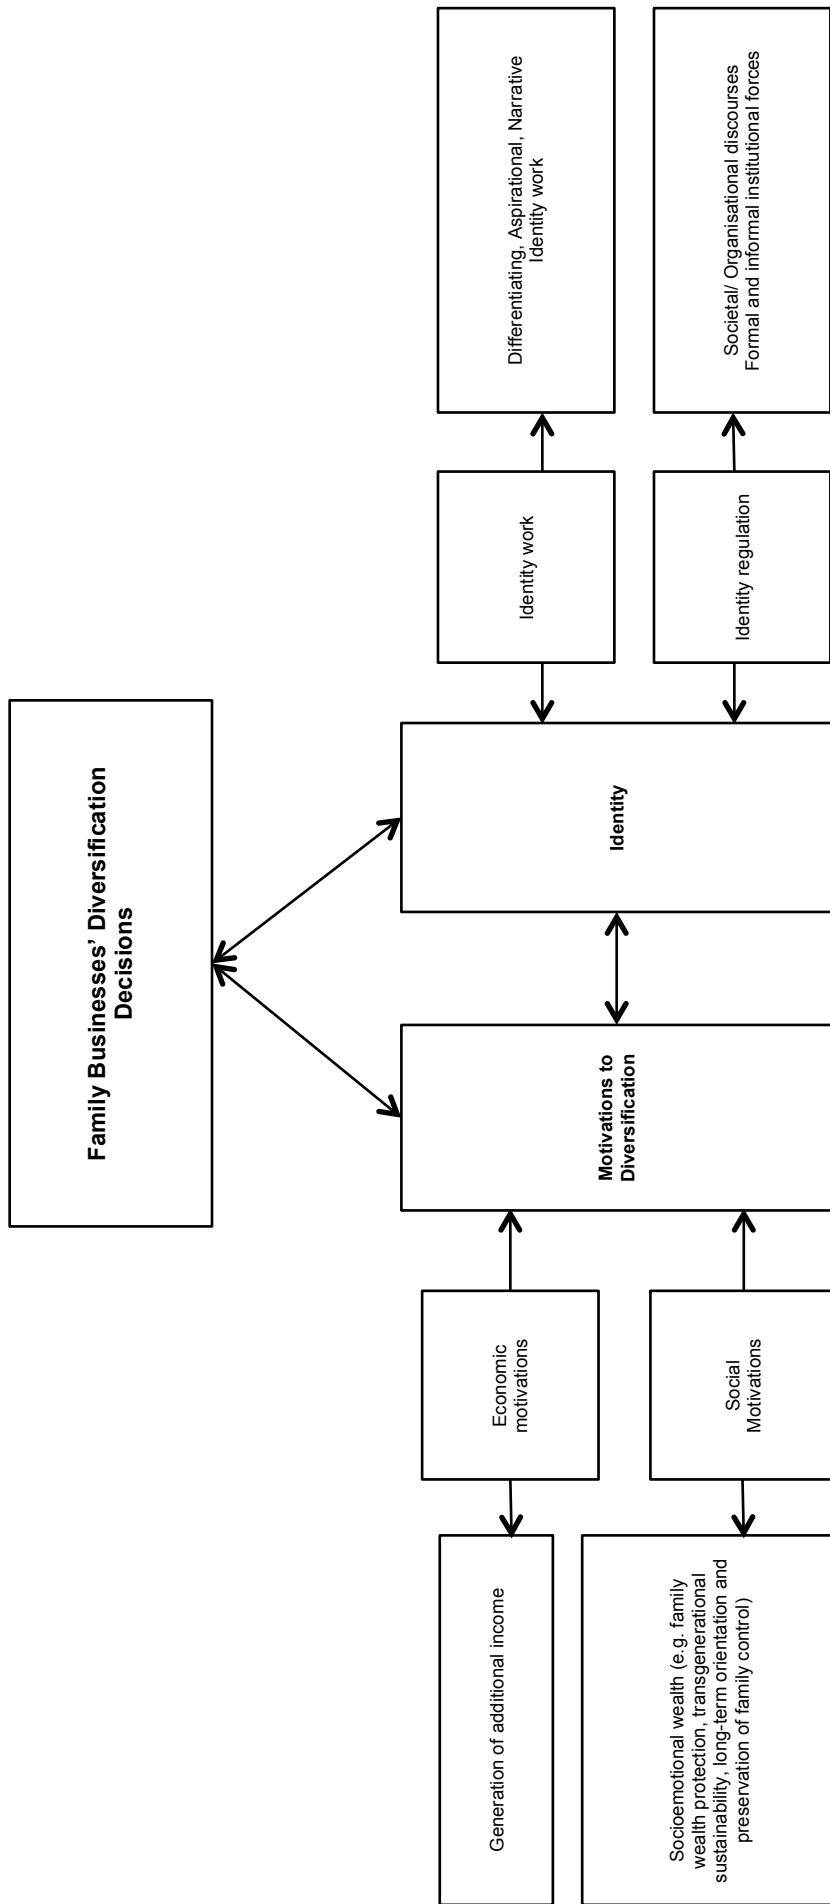 Family Businesses’ Diversification
Decisions
Motivations to
Diversification
Identity
Economic
motivations
Social
Motivations
Generation of additional income
Socioemotional wealth (e.g. family
wealth protection, transgenerational
sustainability, long-term orientation and
preservation of family control)
Identity work
Identity regulation
Differentiating, Aspirational, Narrative
Identity work
Societal/ Organisational discourses
Formal and informal institutional forces